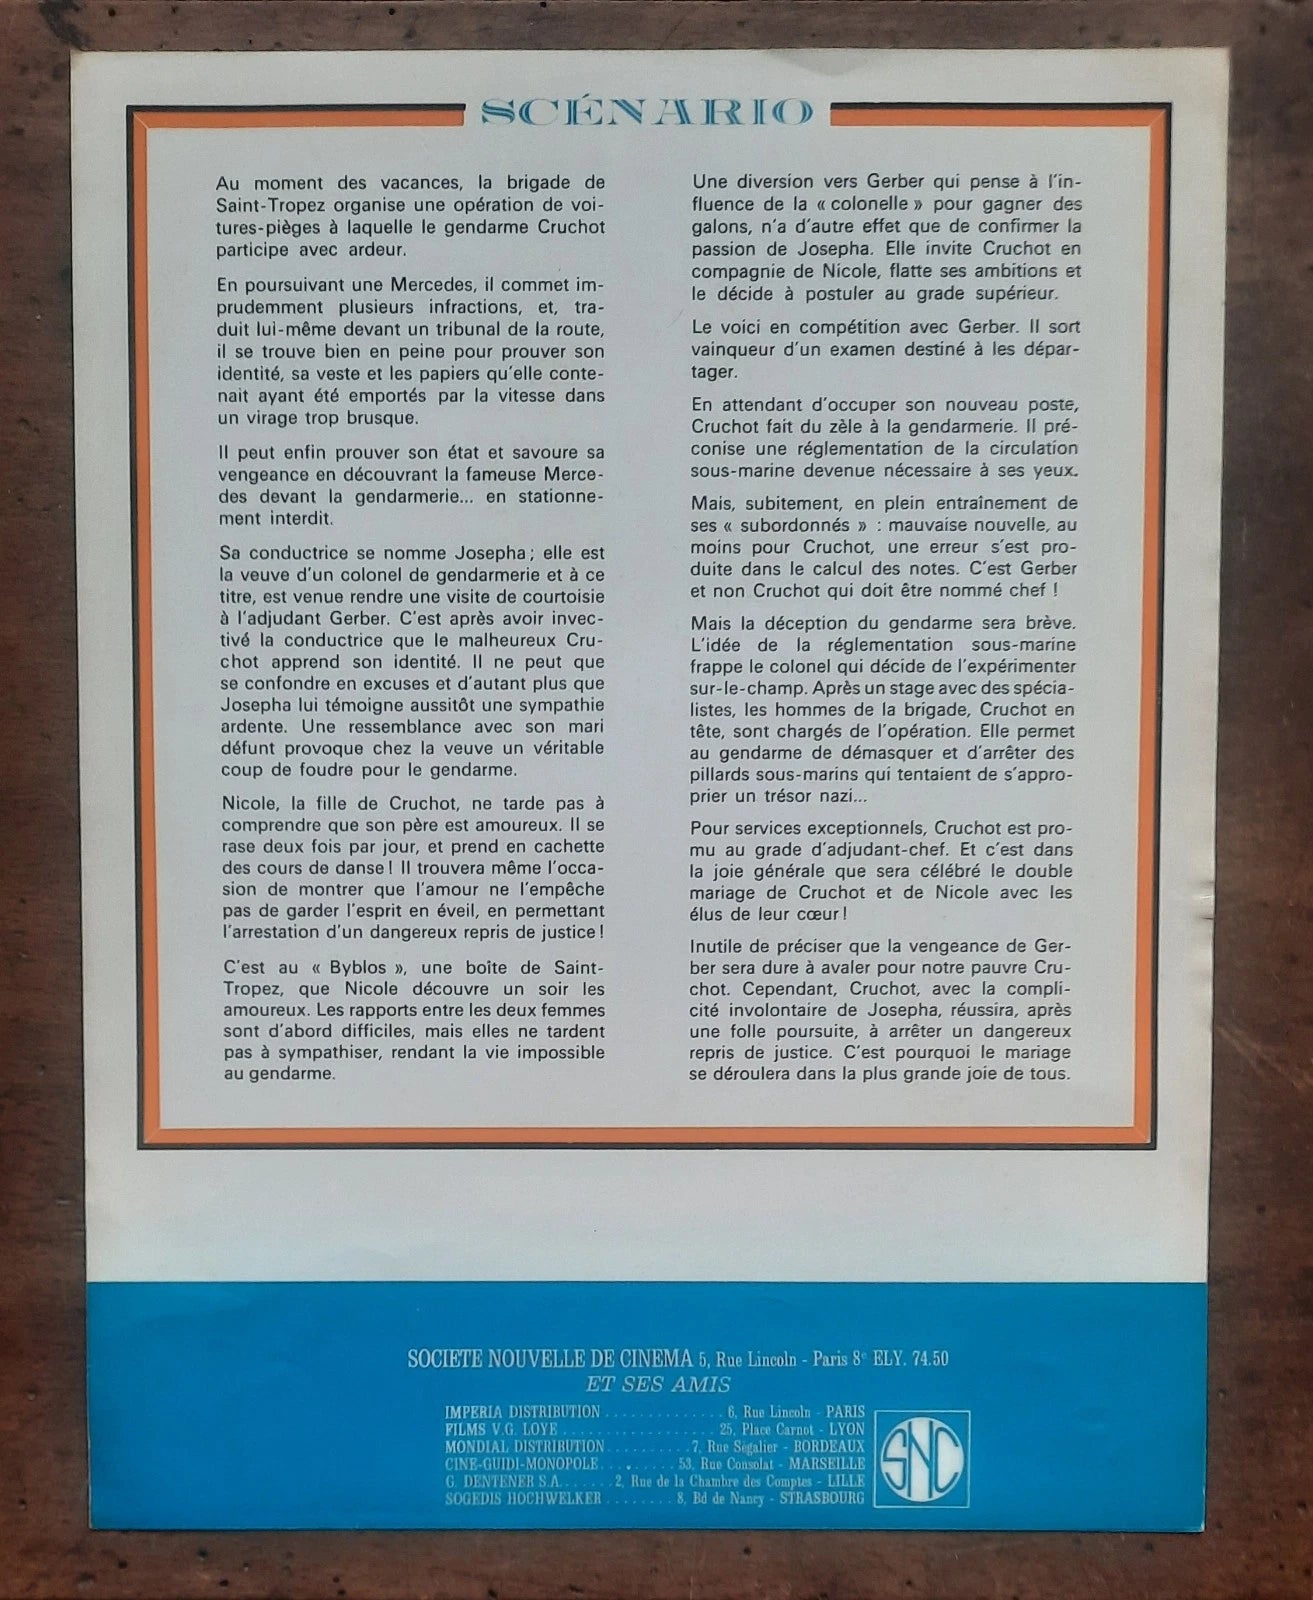 SCÉNARIO
Au moment des vacances, la brigade de
Saint-Tropez organise une opération de voi-
tures-pièges à laquelle le gendarme Cruchot
participe avec ardeur.
En poursuivant une Mercedes, il commet im-
prudemment plusieurs infractions, et, tra-
duit lui-même devant un tribunal de la route,
il se trouve bien en peine pour prouver son
identité, sa veste et les papiers qu'elle conte-
nait ayant été emportés par la vitesse dans
un virage trop brusque.
Il peut enfin prouver son état et savoure sa
vengeance en découvrant la fameuse Merce-
des devant la gendarmerie... en stationne-
ment interdit.
Sa conductrice se nomme Josepha; elle est
la veuve d'un colonel de gendarmerie et à ce
titre, est venue rendre une visite de courtoisie
à l'adjudant Gerber. C'est après avoir invec-
tivé la conductrice que le malheureux Cru-
chot apprend son identité. Il ne peut que
se confondre en excuses et d'autant plus que
Josepha lui témoigne aussitôt une sympathie
ardente. Une ressemblance avec son mari
défunt provoque chez la veuve un véritable
coup de foudre pour le gendarme.
Nicole, la fille de Cruchot, ne tarde pas à
comprendre que son père est amoureux. Il se
rase deux fois par jour, et prend en cachette
des cours de danse! Il trouvera même l'occa-
sion de montrer que l'amour ne l'empêche
pas de garder l'esprit en éveil, en permettant
l'arrestation d'un dangereux repris de justice!
C'est au « Byblos », une boîte de Saint-
Tropez, que Nicole découvre un soir les
amoureux. Les rapports entre les deux femmes
sont d'abord difficiles, mais elles ne tardent
pas à sympathiser, rendant la vie impossible
au gendarme.
Une diversion vers Gerber qui pense à l'in-
fluence de la « colonelle » pour gagner des
galons, n'a d'autre effet que de confirmer la
passion de Josepha. Elle invite Cruchot en
compagnie de Nicole, flatte ses ambitions et
le décide à postuler au grade supérieur.
Le voici en compétition avec Gerber. Il sort
vainqueur d'un examen destiné à les dépar-
tager.
En attendant d'occuper son nouveau poste,
Cruchot fait du zèle à la gendarmerie. Il pré-
conise une réglementation de la circulation
sous-marine devenue nécessaire à ses yeux.
Mais, subitement, en plein entraînement de
ses « subordonnés » : mauvaise nouvelle, au
moins pour Cruchot, une erreur s'est pro-
duite dans le calcul des notes. C'est Gerber
et non Cruchot qui doit être nommé chef !
Mais la déception du gendarme sera brève.
L'idée de la réglementation sous-marine
frappe le colonel qui décide de l'expérimenter
sur-le-champ. Après un stage avec des spécia-
listes, les hommes de la brigade, Cruchot en
tête, sont chargés de l'opération. Elle permet
au gendarme de démasquer et d'arrêter des
pillards sous-marins qui tentaient de s'appro-
prier un trésor nazi...
Pour services exceptionnels, Cruchot est pro-
mu au grade d'adjudant-chef. Et c'est dans
la joie générale que sera célébré le double
mariage de Cruchot et de Nicole avec les
élus de leur cœur!
Inutile de préciser que la vengeance de Ger-
ber sera dure à avaler pour notre pauvre Cru-
chot. Cependant, Cruchot, avec la compli-
cité involontaire de Josepha, réussira, après
une folle poursuite, à arrêter un dangereux
repris de justice. C'est pourquoi le mariage
se déroulera dans la plus grande joie de tous.
SOCIETE NOUVELLE DE CINEMA 5, Rue Lincoln - Paris 8e ELY. 74.50
ET SES AMIS
IMPERIA DISTRIBUTION .............. 6, Rue Lincoln - PARIS
FILMS V.G. LOYE ................... 25, Place Carnot - LYON
MONDIAL DISTRIBUTION .......... 7, Rue Ségalier - BORDEAUX
CINE-GUIDI-MONOPOLE .......... 53, Rue Consolat - MARSEILLE
G. DENTENER S.A. ...... 2, Rue de la Chambre des Comptes - LILLE
SOGEDIS HOCHWELKER ........ 8, Bd de Nancy - STRASBOURG
SNC